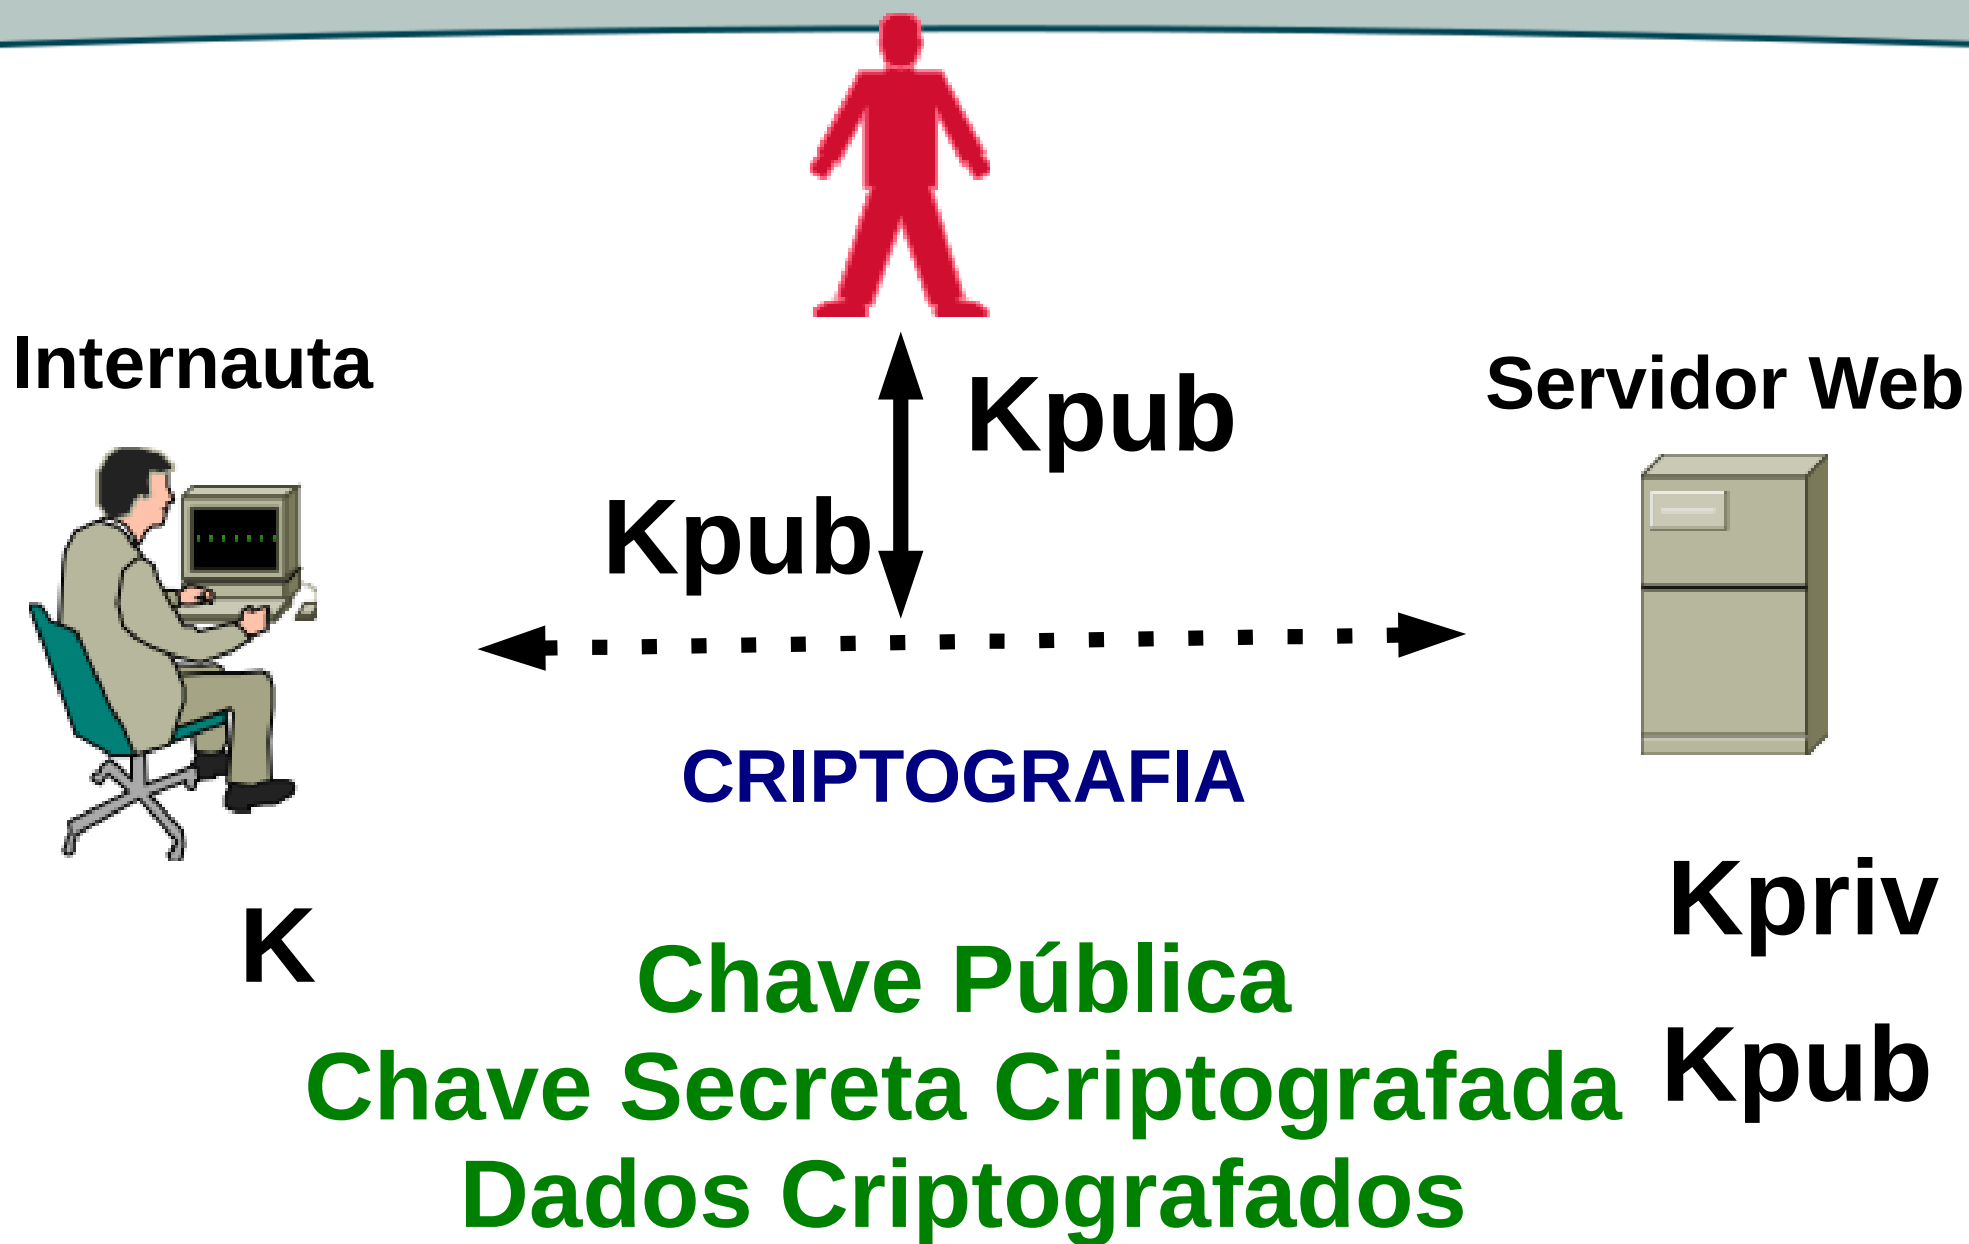 Internauta
Servidor Web
Kpub
Kpub
CRIPTOGRAFIA
Kpriv
K
Chave Pública
Kpub
Chave Secreta Criptografada
Dados Criptografados